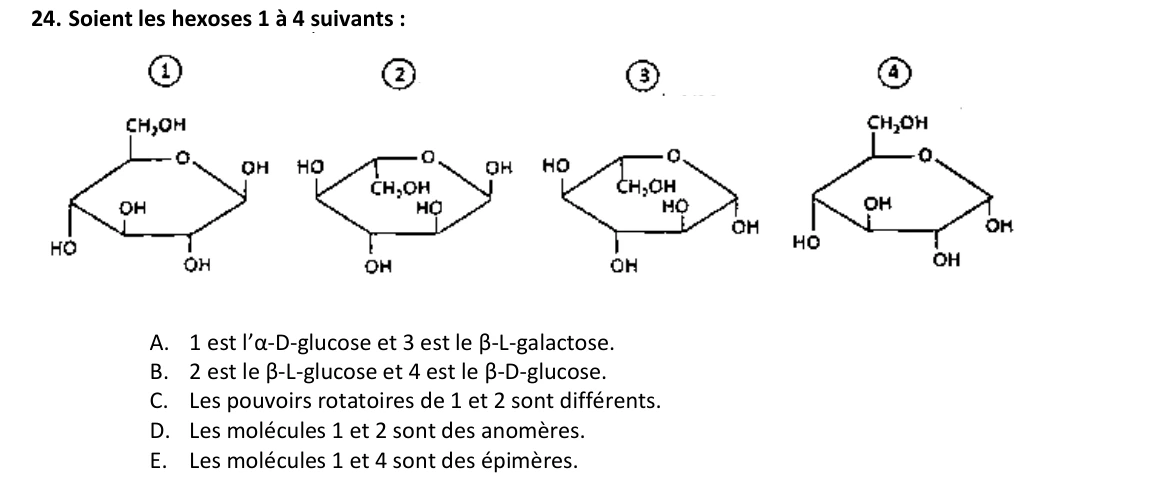 24. Soient les hexoses 1 à 4 suivants :
1 2 3 4
CH₂OH CH₂OH
O OH HO O OH HO O O
CH₂OH CH₂OH
OH HO HO OH OH OH
HO HO
OH OH OH OH
A. 1 est l'α-D-glucose et 3 est le β-L-galactose.
B. 2 est le β-L-glucose et 4 est le β-D-glucose.
C. Les pouvoirs rotatoires de 1 et 2 sont différents.
D. Les molécules 1 et 2 sont des anomères.
E. Les molécules 1 et 4 sont des épimères.